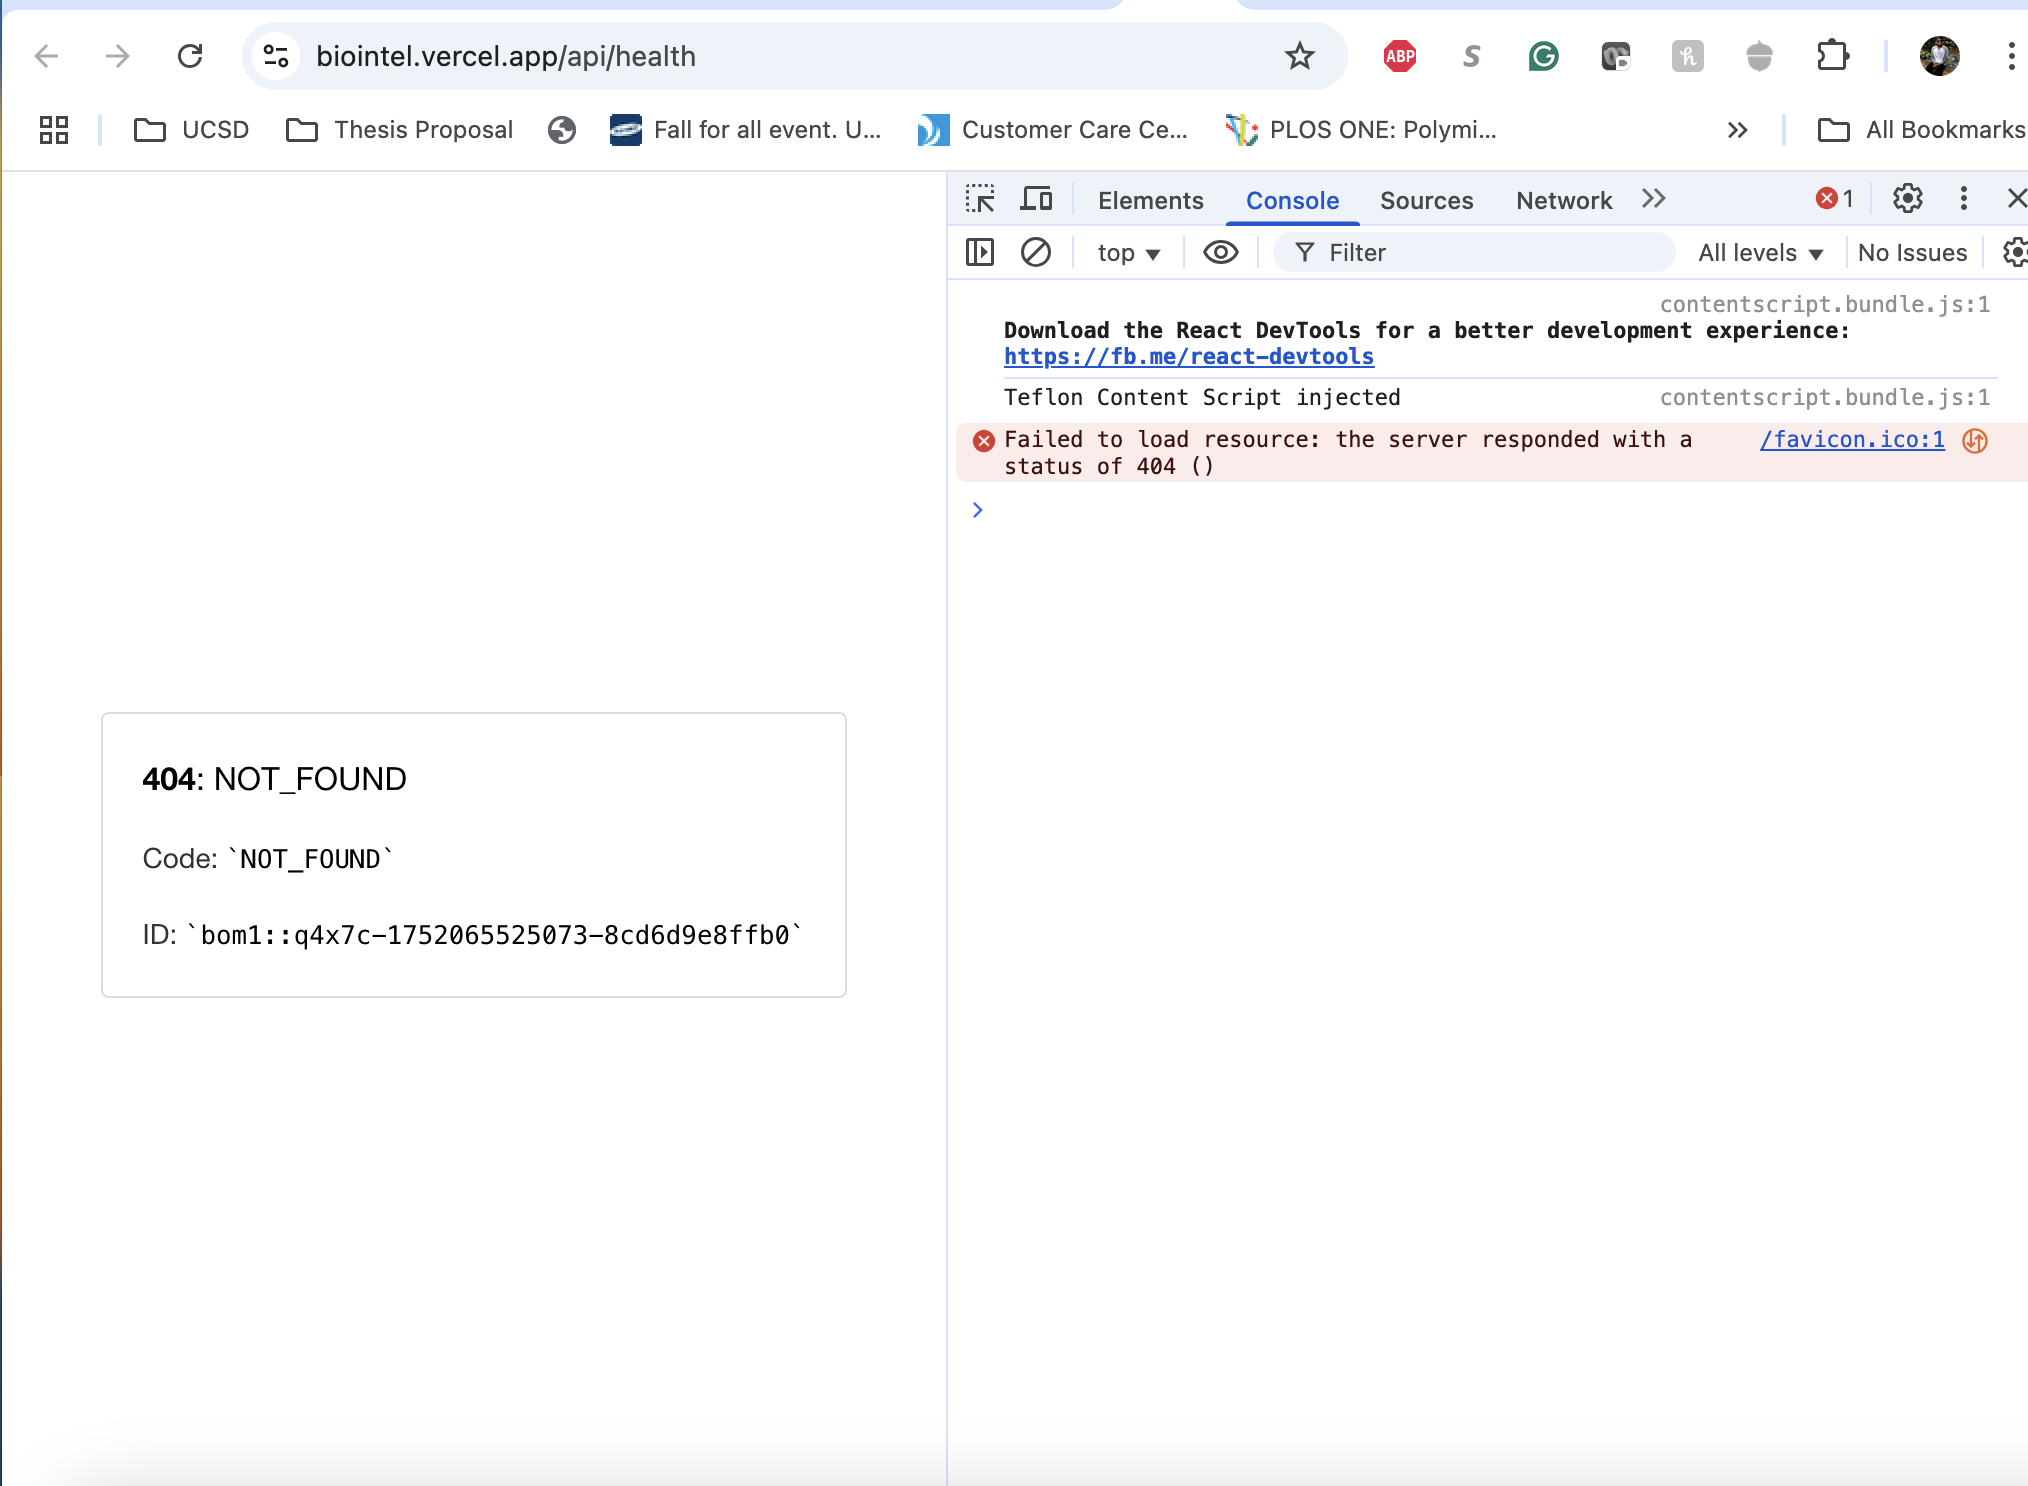 biointel.vercel.app/api/health
ABP
UCSD
Thesis Proposal
Fall for all event. U...
Customer Care Ce...
PLOS ONE: Polymi...
All Bookmarks
Elements
Console
Sources
Network
1
top
Filter
All levels
No Issues
contentscript.bundle.js:1
Download the React DevTools for a better development experience:
https://fb.me/react-devtools
Teflon Content Script injected contentscript.bundle.js:1
Failed to load resource: the server responded with a /favicon.ico:1
status of 404 ()
404: NOT_FOUND
Code: `NOT_FOUND`
ID: `bom1::q4x7c-1752065525073-8cd6d9e8ffb0`